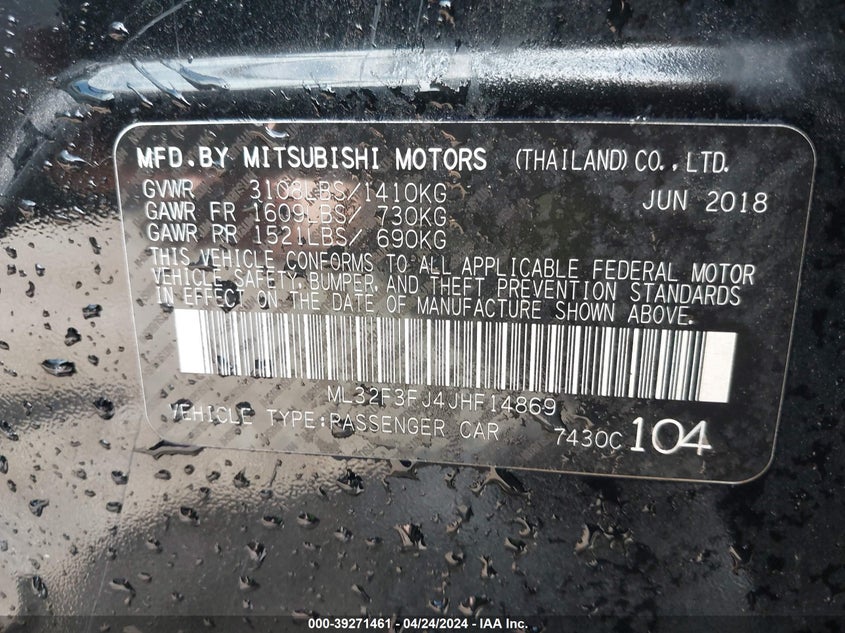 MFD.BY MITSUBISHI MOTORS (THAILAND)CO.,LTD.
GVWR 3108LBS/1410KG JUN 2018
GAWR FR 1609LBS/ 730KG
GAWR RR 1521LBS/ 690KG
THIS VEHICLE CONFORMS TO ALL APPLICABLE FEDERAL MOTOR
VEHICLE SAFETY, BUMPER, AND THEFT PREVENTION STANDARDS
IN EFFECT ON THE DATE OF MANUFACTURE SHOWN ABOVE.
ML32F3FJ4JHF14869
VEHICLE TYPE:PASSENGER CAR 7430C 104
000-39271461 - 04/24/2024 - IAA Inc.